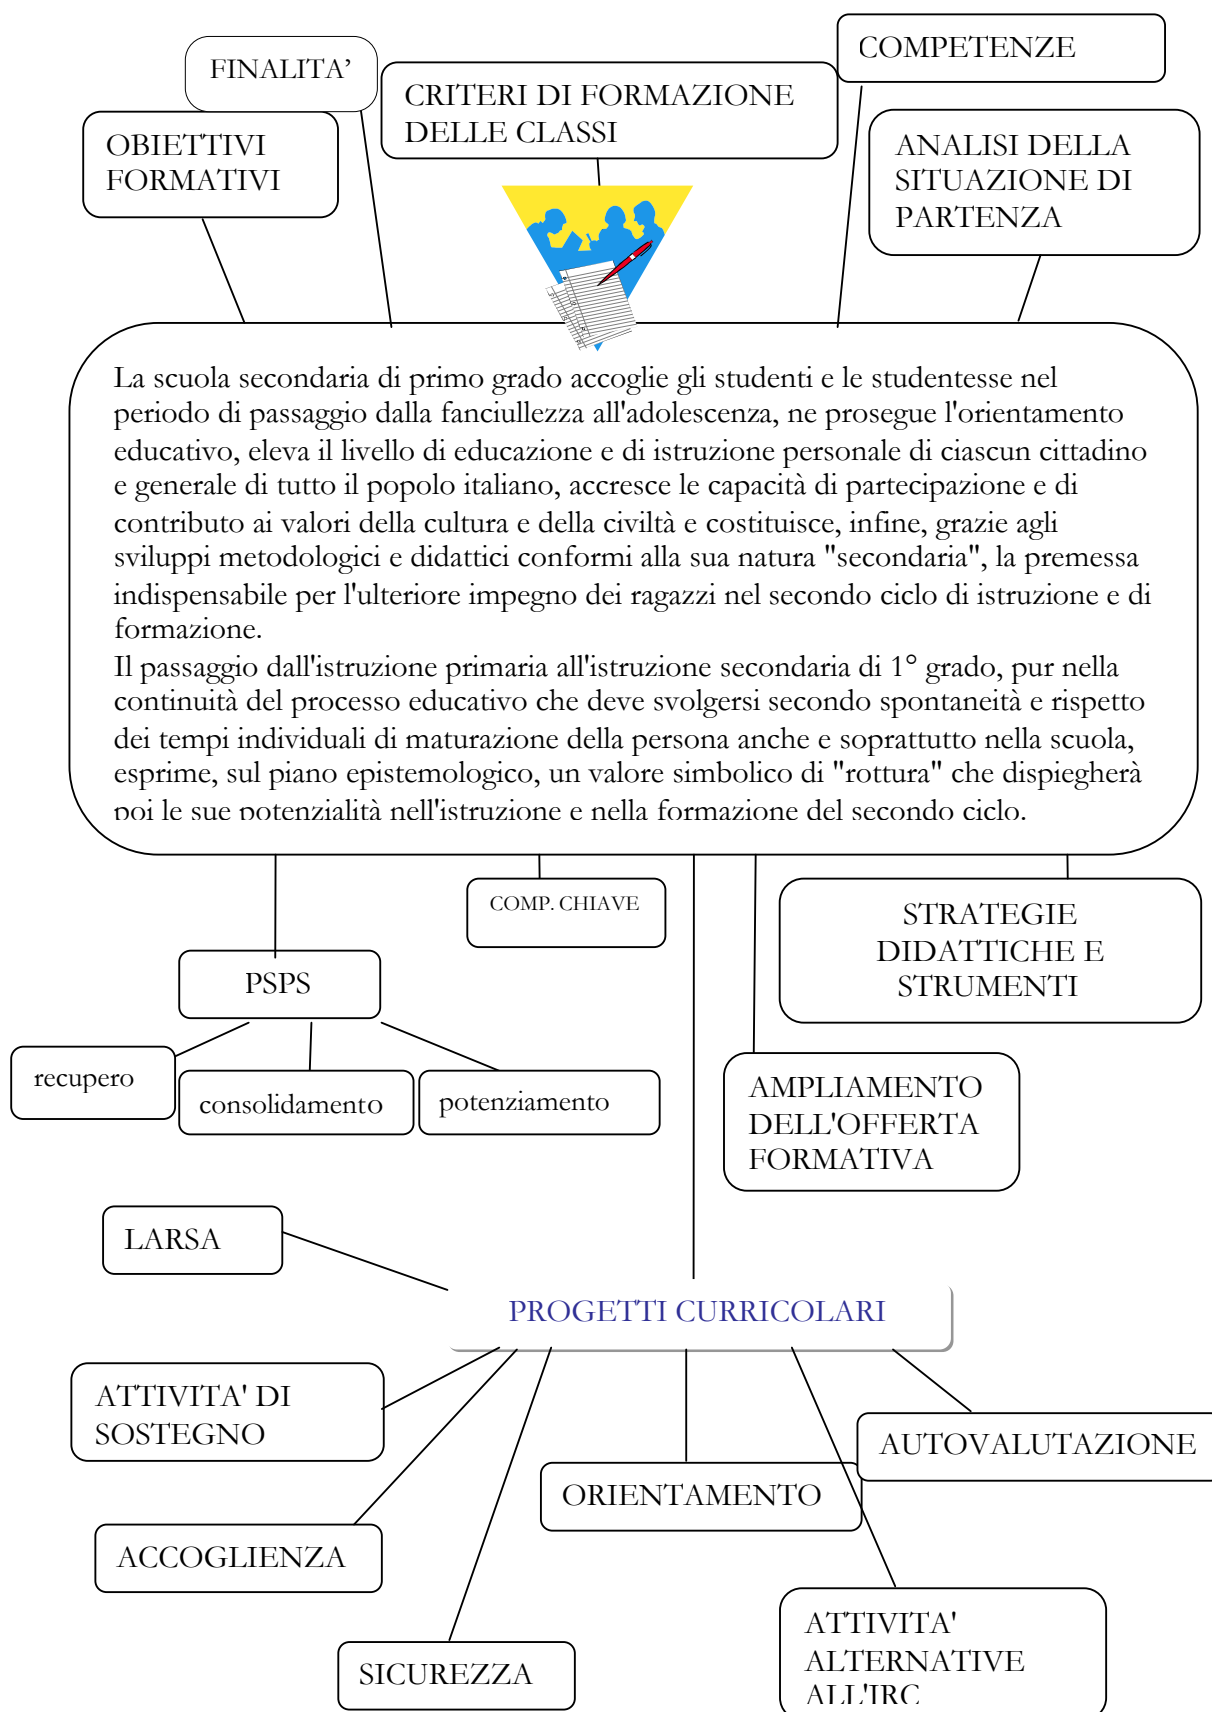 FINALITA’
COMPETENZE
CRITERI DI FORMAZIONE
DELLE CLASSI
OBIETTIVI
FORMATIVI
ANALISI DELLA
SITUAZIONE DI
PARTENZA
La scuola secondaria di primo grado accoglie gli studenti e le studentesse nel
periodo di passaggio dalla fanciullezza all'adolescenza, ne prosegue l'orientamento
educativo, eleva il livello di educazione e di istruzione personale di ciascun cittadino
e generale di tutto il popolo italiano, accresce le capacità di partecipazione e di
contributo ai valori della cultura e della civiltà e costituisce, infine, grazie agli
sviluppi metodologici e didattici conformi alla sua natura "secondaria", la premessa
indispensabile per l'ulteriore impegno dei ragazzi nel secondo ciclo di istruzione e di
formazione.
Il passaggio dall'istruzione primaria all'istruzione secondaria di 1° grado, pur nella
continuità del processo educativo che deve svolgersi secondo spontaneità e rispetto
dei tempi individuali di maturazione della persona anche e soprattutto nella scuola,
esprime, sul piano epistemologico, un valore simbolico di "rottura" che dispiegherà
poi le sue potenzialità nell'istruzione e nella formazione del secondo ciclo.
COMP. CHIAVE
STRATEGIE
DIDATTICHE E
STRUMENTI
PSPS
recupero
consolidamento
potenziamento
AMPLIAMENTO
DELL'OFFERTA
FORMATIVA
LARSA
PROGETTI CURRICOLARI
ATTIVITA' DI
SOSTEGNO
AUTOVALUTAZIONE
ORIENTAMENTO
ACCOGLIENZA
SICUREZZA
ATTIVITA'
ALTERNATIVE
ALL'IRC